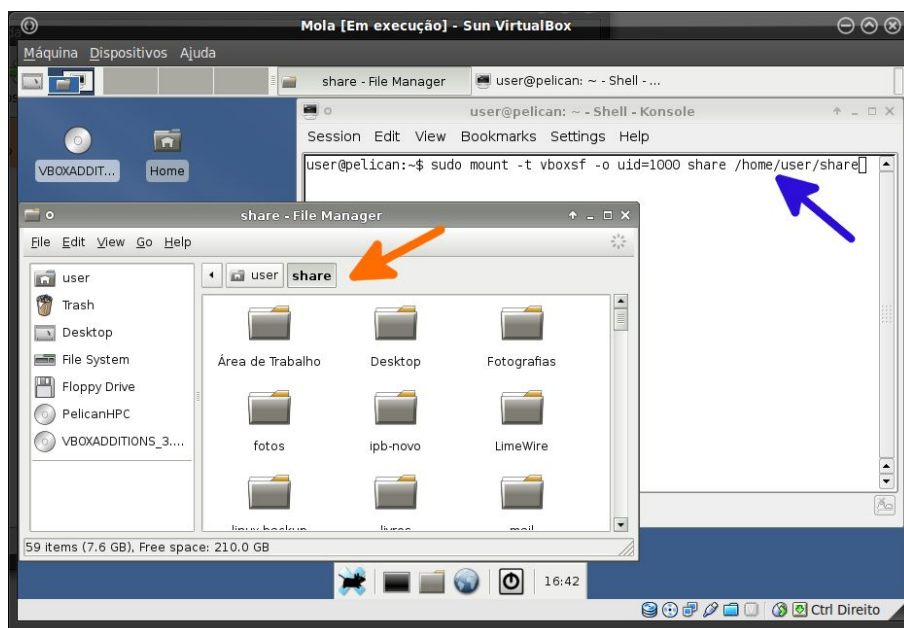 Mola [Em execução] - Sun VirtualBox
Máquina Dispositivos Ajuda
share - File Manager
user@pelican: ~ - Shell - ...
user@pelican: ~ - Shell - Konsole
Session Edit View Bookmarks Settings Help
user@pelican:~$ sudo mount -t vboxsf -o uid=1000 share /home/user/share
VBOXADDIT...
Home
share - File Manager
File Edit View Go Help
user share
user
Trash
Desktop
File System
Floppy Drive
PelicanHPC
VBOXADDITIONS_3....
Área de Trabalho Desktop Fotografias
fotos ipb-novo LimeWire
linux-backup livros mail
59 items (7.6 GB), Free space: 210.0 GB
16:42
Ctrl Direito